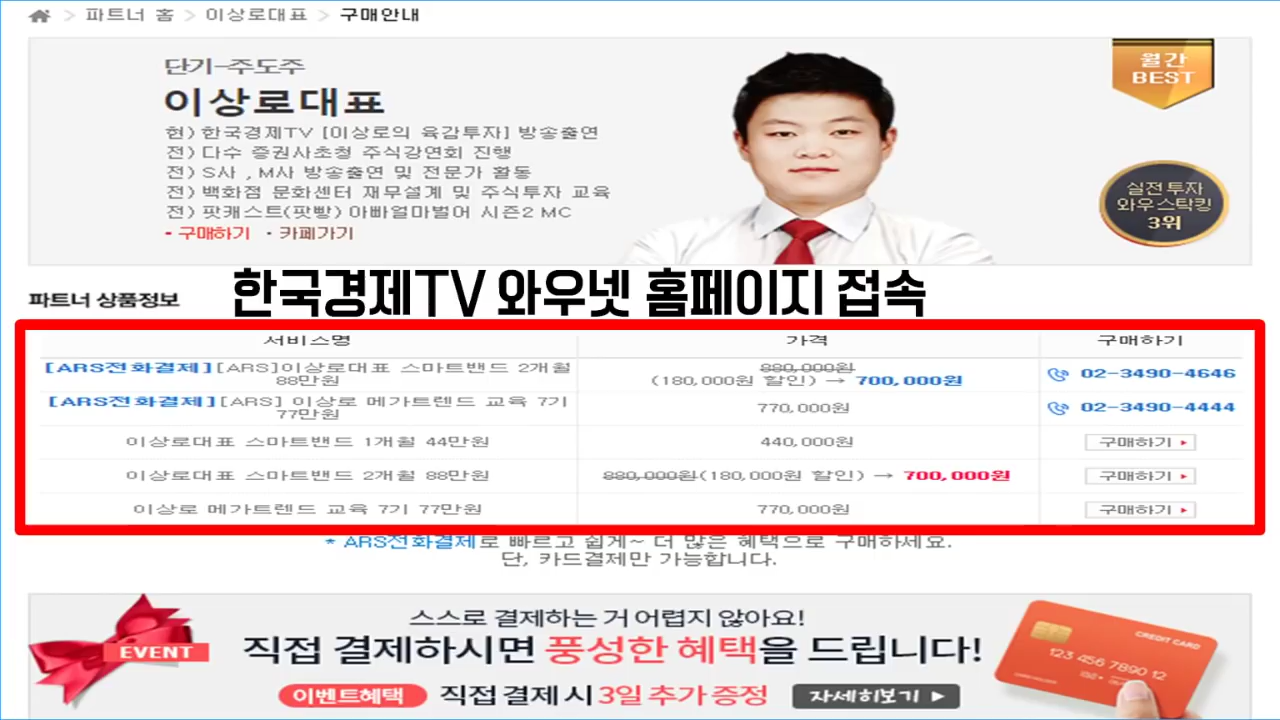 파트너 홈 > 이상로대표 > 구매안내
단기-주도주
이상로대표
현) 한국경제TV [이상로의 육감투자] 방송출연
전) 다수 증권사초청 주식강연회 진행
전) S사 , M사 방송출연 및 전문가 활동
전) 백화점 문화센터 재무설계 및 주식투자 교육
전) 팟캐스트(팟빵) 아빠얼마벌어 시즌2 MC
• 구매하기 • 카페가기
월간
BEST
실전 투자
와우 스탁킹
3위
파트너 상품정보
한국경제TV 와우넷 홈페이지 접속
서비스명 가격 구매하기
[ARS전화결제][ARS]이상로대표 스마트밴드 2개월
88만원
880,000원
(180,000원 할인) → 700,000원
02-3490-4646
[ARS전화결제][ARS] 이상로 메가트렌드 교육 7기
77만원
770,000원
02-3490-4444
이상로대표 스마트밴드 1개월 44만원 440,000원 구매하기
이상로대표 스마트밴드 2개월 88만원 880,000원(180,000원 할인) → 700,000원 구매하기
이상로 메가트렌드 교육 7기 77만원 770,000원 구매하기
* ARS전화결제로 빠르고 쉽게~ 더 많은 혜택으로 구매하세요.
단, 카드결제만 가능합니다.
EVENT
스스로 결제하는 거 어렵지 않아요!
직접 결제하시면 풍성한 혜택을 드립니다!
이벤트혜택 직접 결제 시 3일 추가 증정 자세히보기 ▶
CREDIT CARD
123 456 7890 12